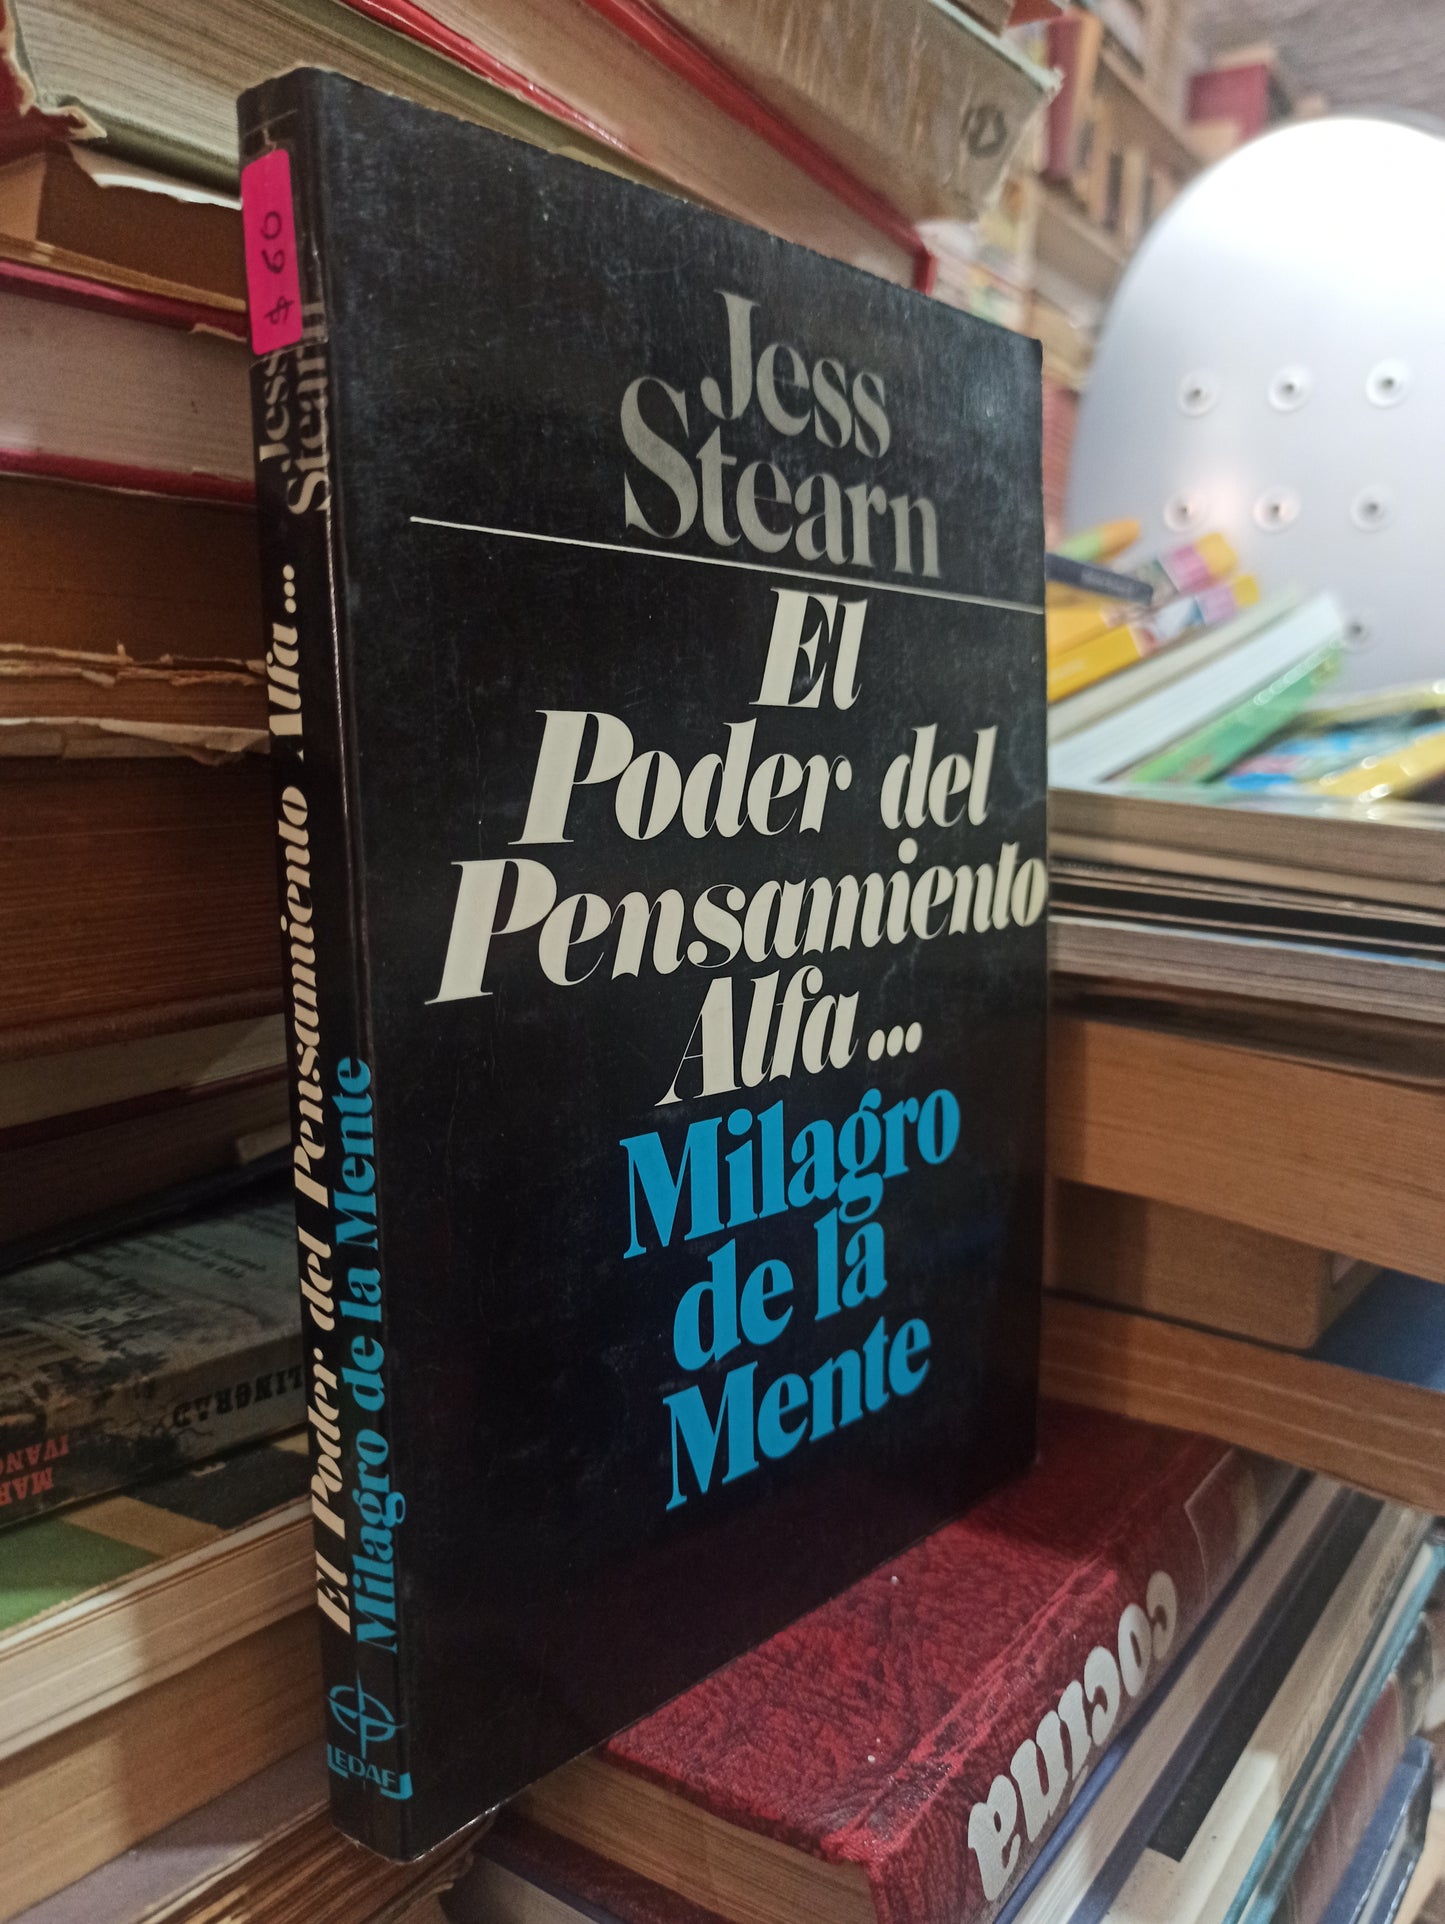 Jess
Stearn
El
Poder del
Pensamiento
Alfa...
Milagro
de la
Mente
$ 60
Jess
Stearn
El Poder del Pensamiento Alfa...
Milagro de la Mente
EDAF
cocina